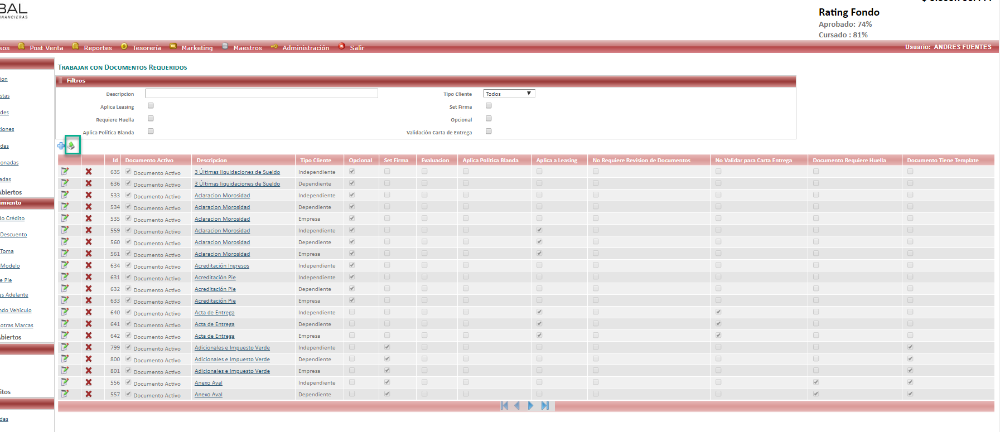 BAL
FINANCIERAS
Rating Fondo
Aprobado: 74%
Cursado : 81%
sos Post Venta Reportes Tesorería Marketing Maestros Administración Salir Usuario: ANDRES FUENTES
TRABAJAR CON DOCUMENTOS REQUERIDOS
Filtros
Descripcion Tipo Cliente Todos
Aplica Leasing Set Firma
Requiere Huella Opcional
Aplica Política Blanda Validación Carta de Entrega
ion
stas
des
ciones
das
onadas
adas
Abiertos
imiento
do Crédito
Descuento
Toma
Modelo
e Pie
as Adelante
ndo Vehiculo
otras Marcas
Abiertos
itos
das
Id Documento Activo Descripcion Tipo Cliente Opcional Set Firma Evaluacion Aplica Política Blanda Aplica a Leasing No Requiere Revision de Documentos No Validar para Carta Entrega Documento Requiere Huella Documento Tiene Template
635 Documento Activo 3 Últimas liquidaciones de Sueldo Independiente
636 Documento Activo 3 Últimas liquidaciones de Sueldo Dependiente
533 Documento Activo Aclaracion Morosidad Independiente
534 Documento Activo Aclaracion Morosidad Dependiente
535 Documento Activo Aclaracion Morosidad Empresa
559 Documento Activo Aclaracion Morosidad Independiente
560 Documento Activo Aclaracion Morosidad Dependiente
561 Documento Activo Aclaracion Morosidad Empresa
634 Documento Activo Acreditación Ingresos Independiente
631 Documento Activo Acreditación Pie Independiente
632 Documento Activo Acreditación Pie Dependiente
633 Documento Activo Acreditación Pie Empresa
640 Documento Activo Acta de Entrega Independiente
641 Documento Activo Acta de Entrega Dependiente
642 Documento Activo Acta de Entrega Empresa
799 Documento Activo Adicionales e Impuesto Verde Independiente
800 Documento Activo Adicionales e Impuesto Verde Dependiente
801 Documento Activo Adicionales e Impuesto Verde Empresa
556 Documento Activo Anexo Aval Independiente
557 Documento Activo Anexo Aval Dependiente